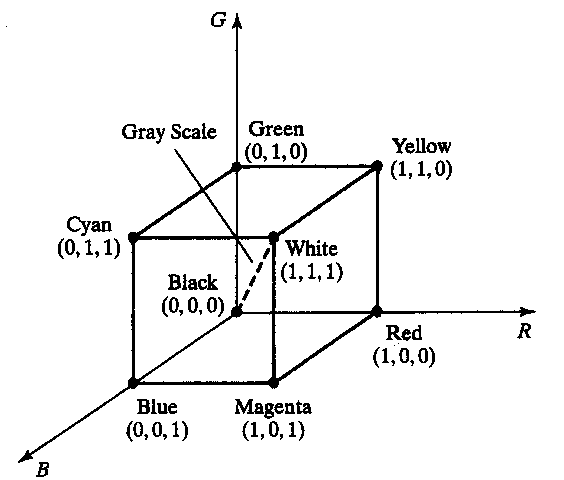 G
Gray Scale
Green
(0, 1, 0)
Yellow
(1, 1, 0)
Cyan
(0, 1, 1)
White
(1, 1, 1)
Black
(0, 0, 0)
R
Red
(1, 0, 0)
Blue
(0, 0, 1)
Magenta
(1, 0, 1)
B